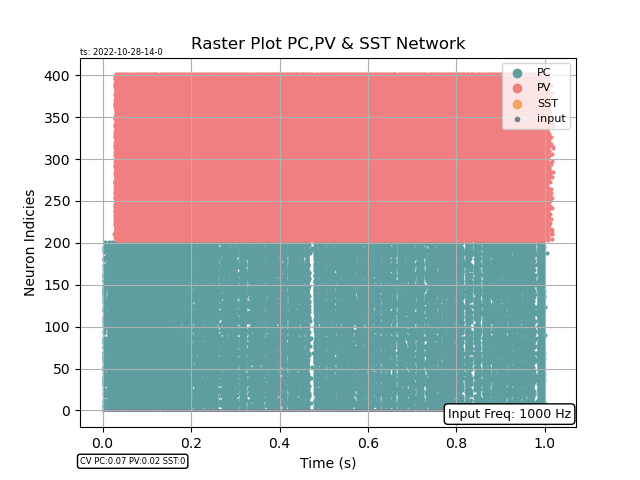 ts: 2022-10-28-14-0
Raster Plot PC,PV & SST Network
400
350
300
250
200
150
100
50
0
Neuron Indicies
PC
PV
SST
input
Input Freq: 1000 Hz
0.0 0.2 0.4 0.6 0.8 1.0
Time (s)
CV PC:0.07 PV:0.02 SST:0